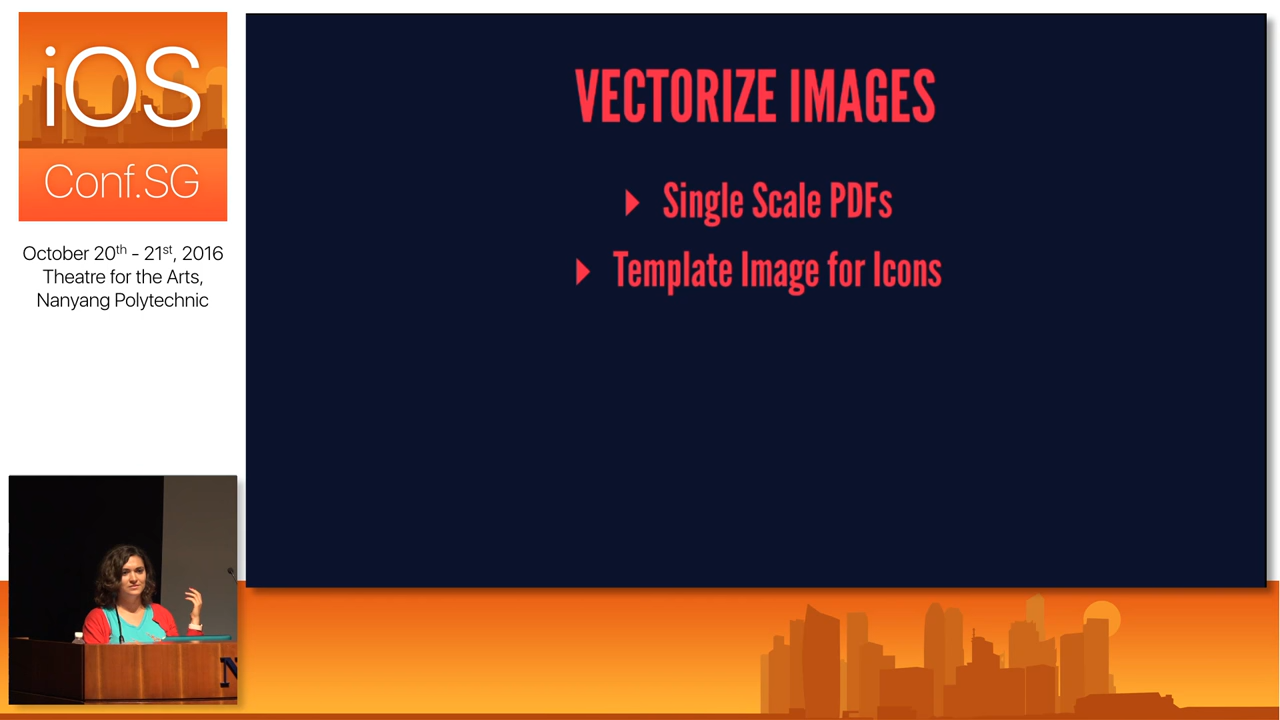 iOS
Conf.SG
October 20th - 21st, 2016
Theatre for the Arts,
Nanyang Polytechnic
VECTORIZE IMAGES
Single Scale PDFs
Template Image for Icons
N